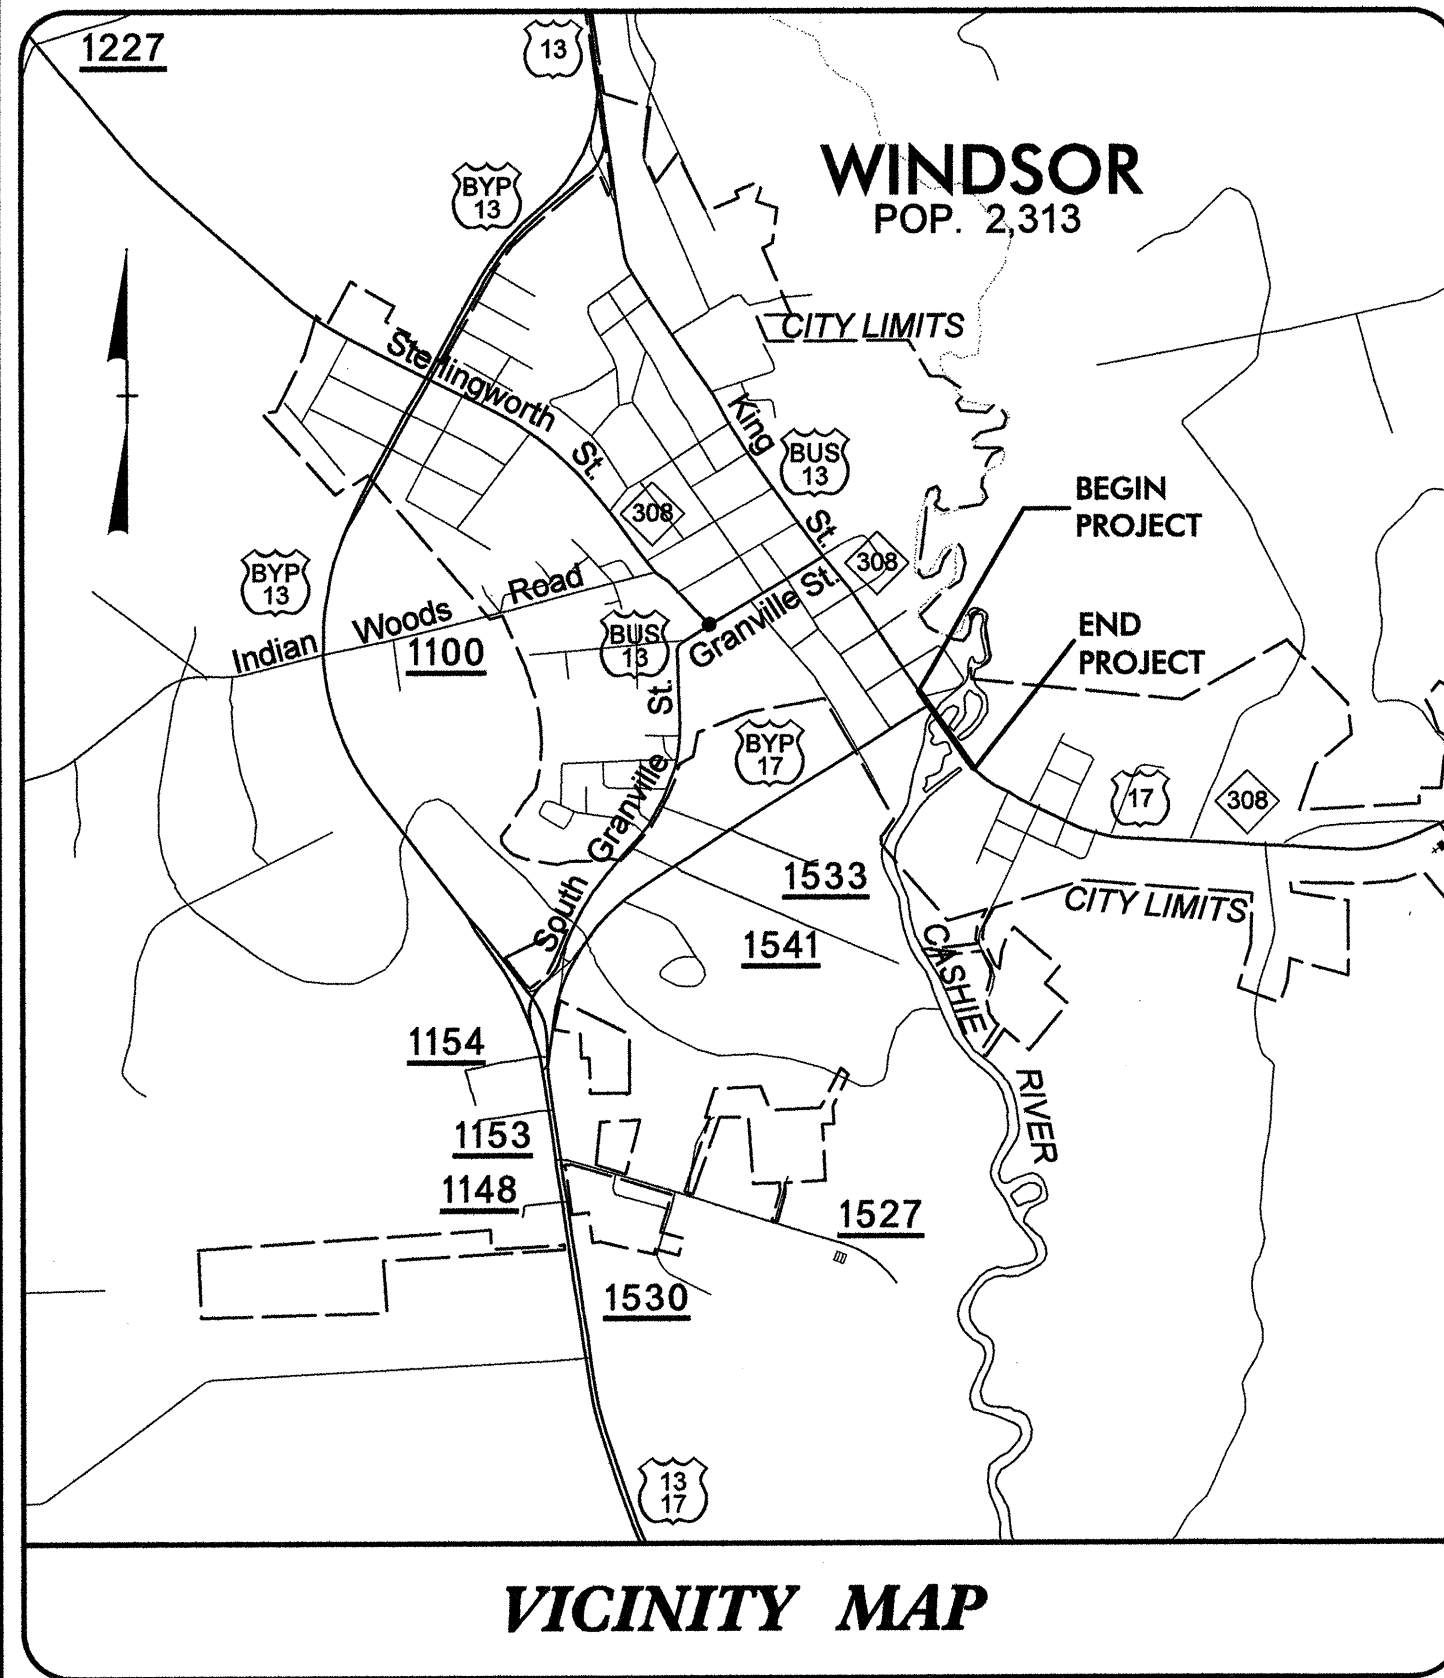 1227
13
BYP
13
WINDSOR
POP. 2,313
CITY LIMITS
Sterlingworth St.
King St.
BUS
13
308
308
BEGIN
PROJECT
BYP
13
Indian Woods Road
1100
BUS
13
Granville St.
END
PROJECT
South Granville St.
BYP
17
17
308
1533
CITY LIMITS
1541
CASHIE RIVER
1154
1153
1148
1527
1530
13
17
VICINITY MAP